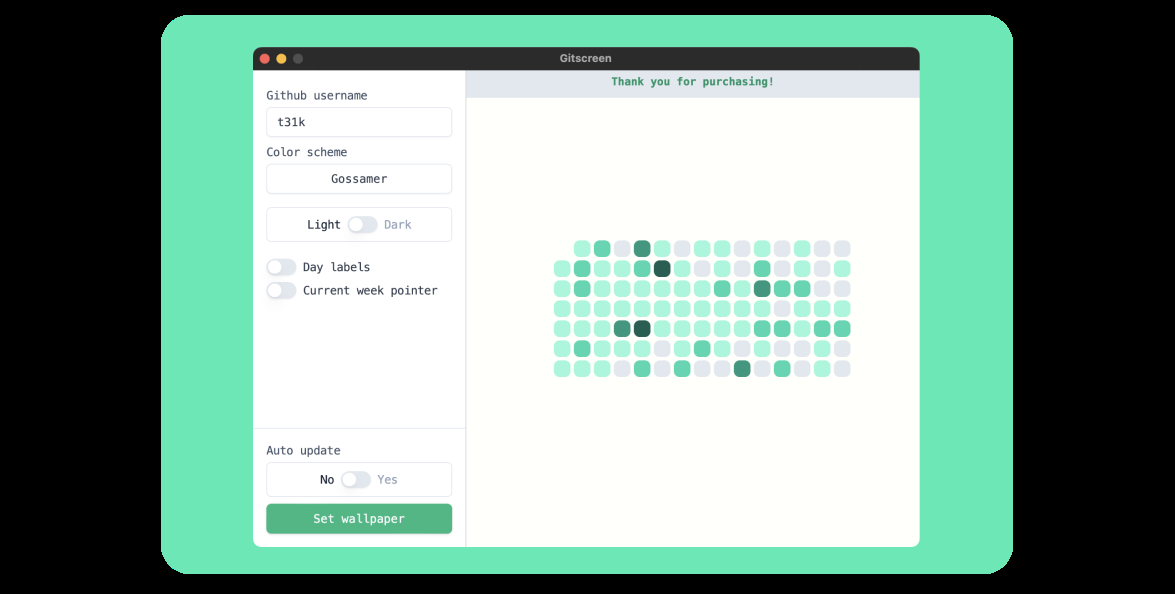 Gitscreen
Thank you for purchasing!
Github username
t31k
Color scheme
Gossamer
Light Dark
Day labels
Current week pointer
Auto update
No Yes
Set wallpaper